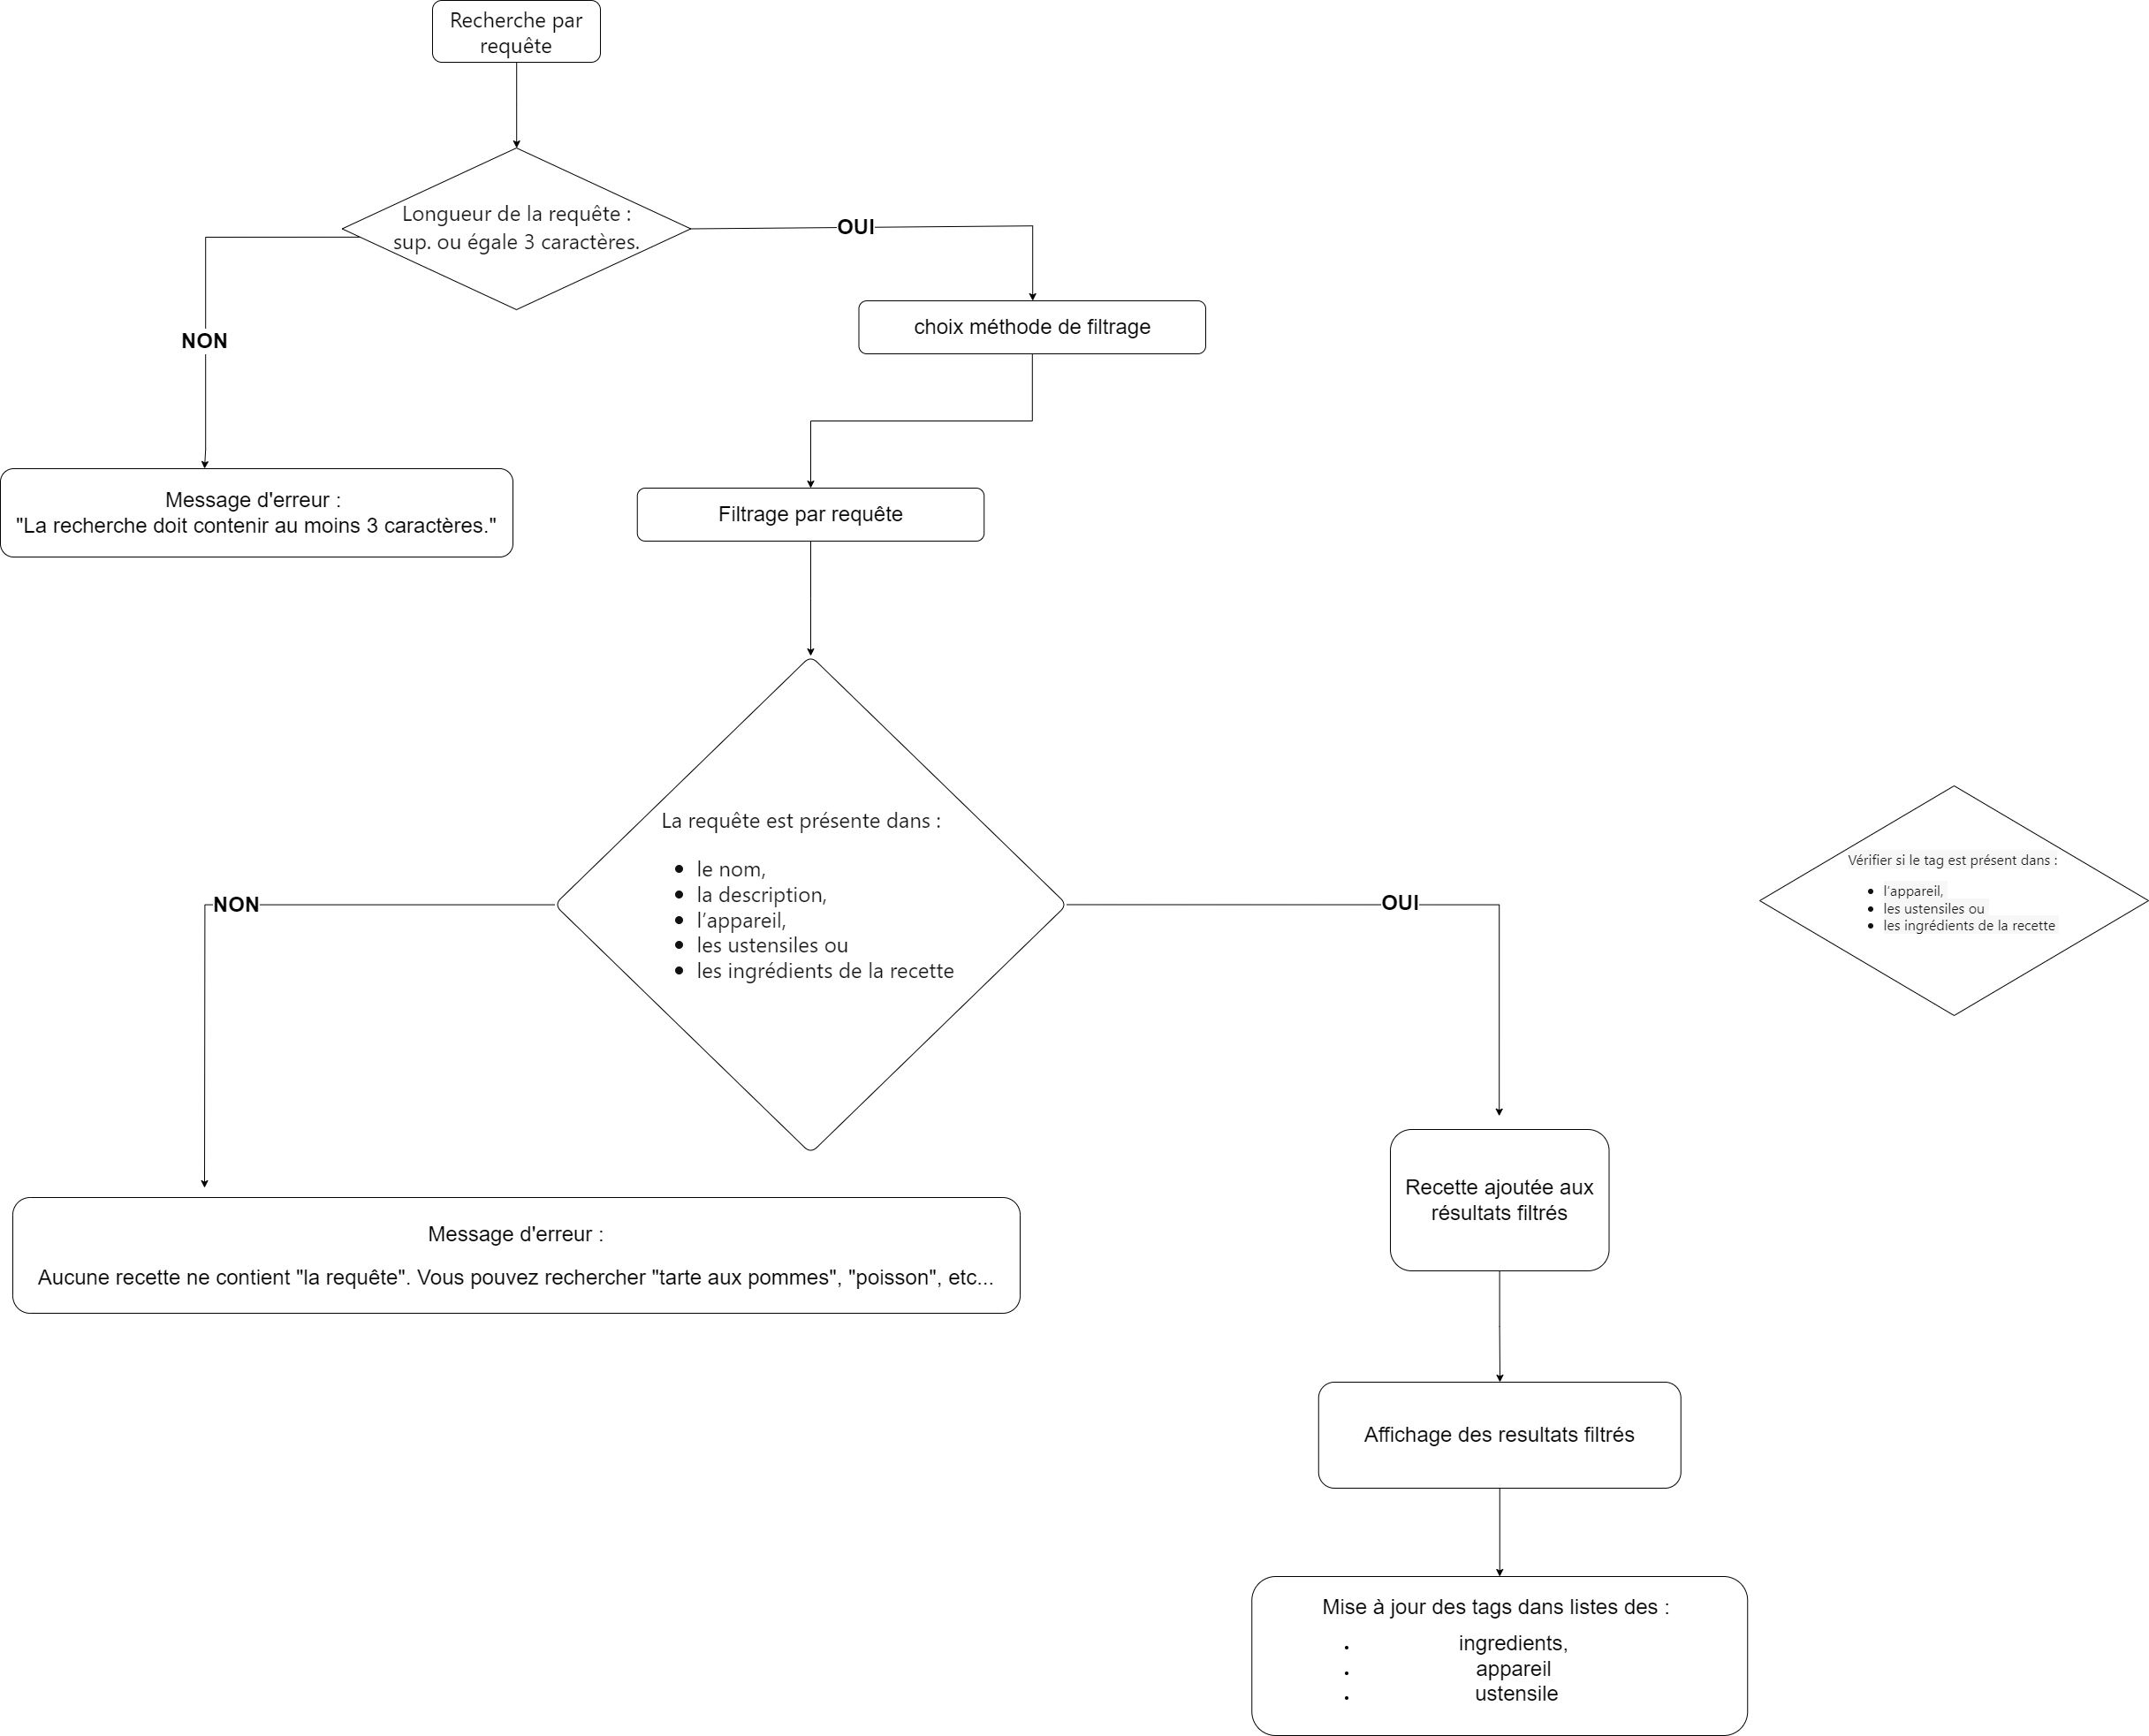 Recherche par
requête
Longueur de la requête :
sup. ou égale 3 caractères.
OUI
NON
choix méthode de filtrage
Message d'erreur :
"La recherche doit contenir au moins 3 caractères."
Filtrage par requête
La requête est présente dans :
le nom,
la description,
l’appareil,
les ustensiles ou
les ingrédients de la recette
NON
OUI
Vérifier si le tag est présent dans :
l’appareil,
les ustensiles ou
les ingrédients de la recette
Message d'erreur :
Aucune recette ne contient "la requête". Vous pouvez rechercher "tarte aux pommes", "poisson", etc...
Recette ajoutée aux
résultats filtrés
Affichage des resultats filtrés
Mise à jour des tags dans listes des :
ingredients,
appareil
ustensile